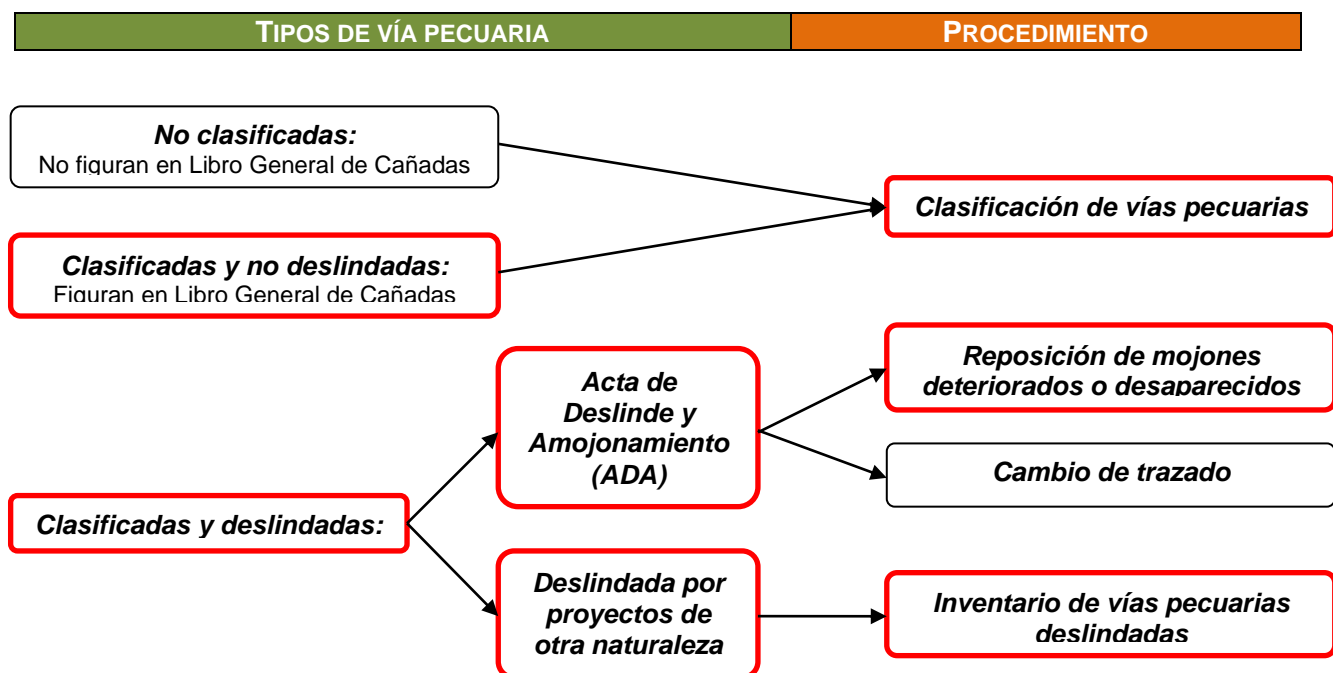 TIPOS DE VÍA PECUARIA
PROCEDIMIENTO
No clasificadas:
No figuran en Libro General de Cañadas
Clasificación de vías pecuarias
Clasificadas y no deslindadas:
Figuran en Libro General de Cañadas
Acta de
Deslinde y
Amojonamiento
(ADA)
Reposición de mojones
deteriorados o desaparecidos
Cambio de trazado
Clasificadas y deslindadas:
Deslindada por
proyectos de
otra naturaleza
Inventario de vías pecuarias
deslindadas